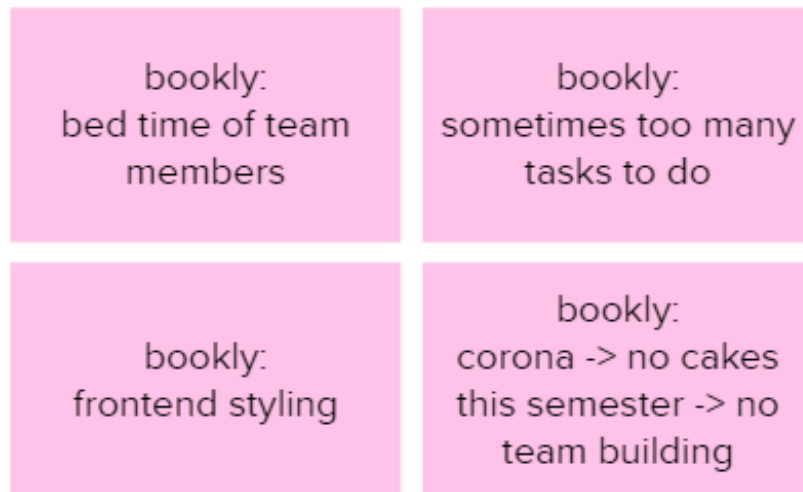 bookly:
bed time of team
members
bookly:
sometimes too many
tasks to do
bookly:
frontend styling
bookly:
corona -> no cakes
this semester -> no
team building